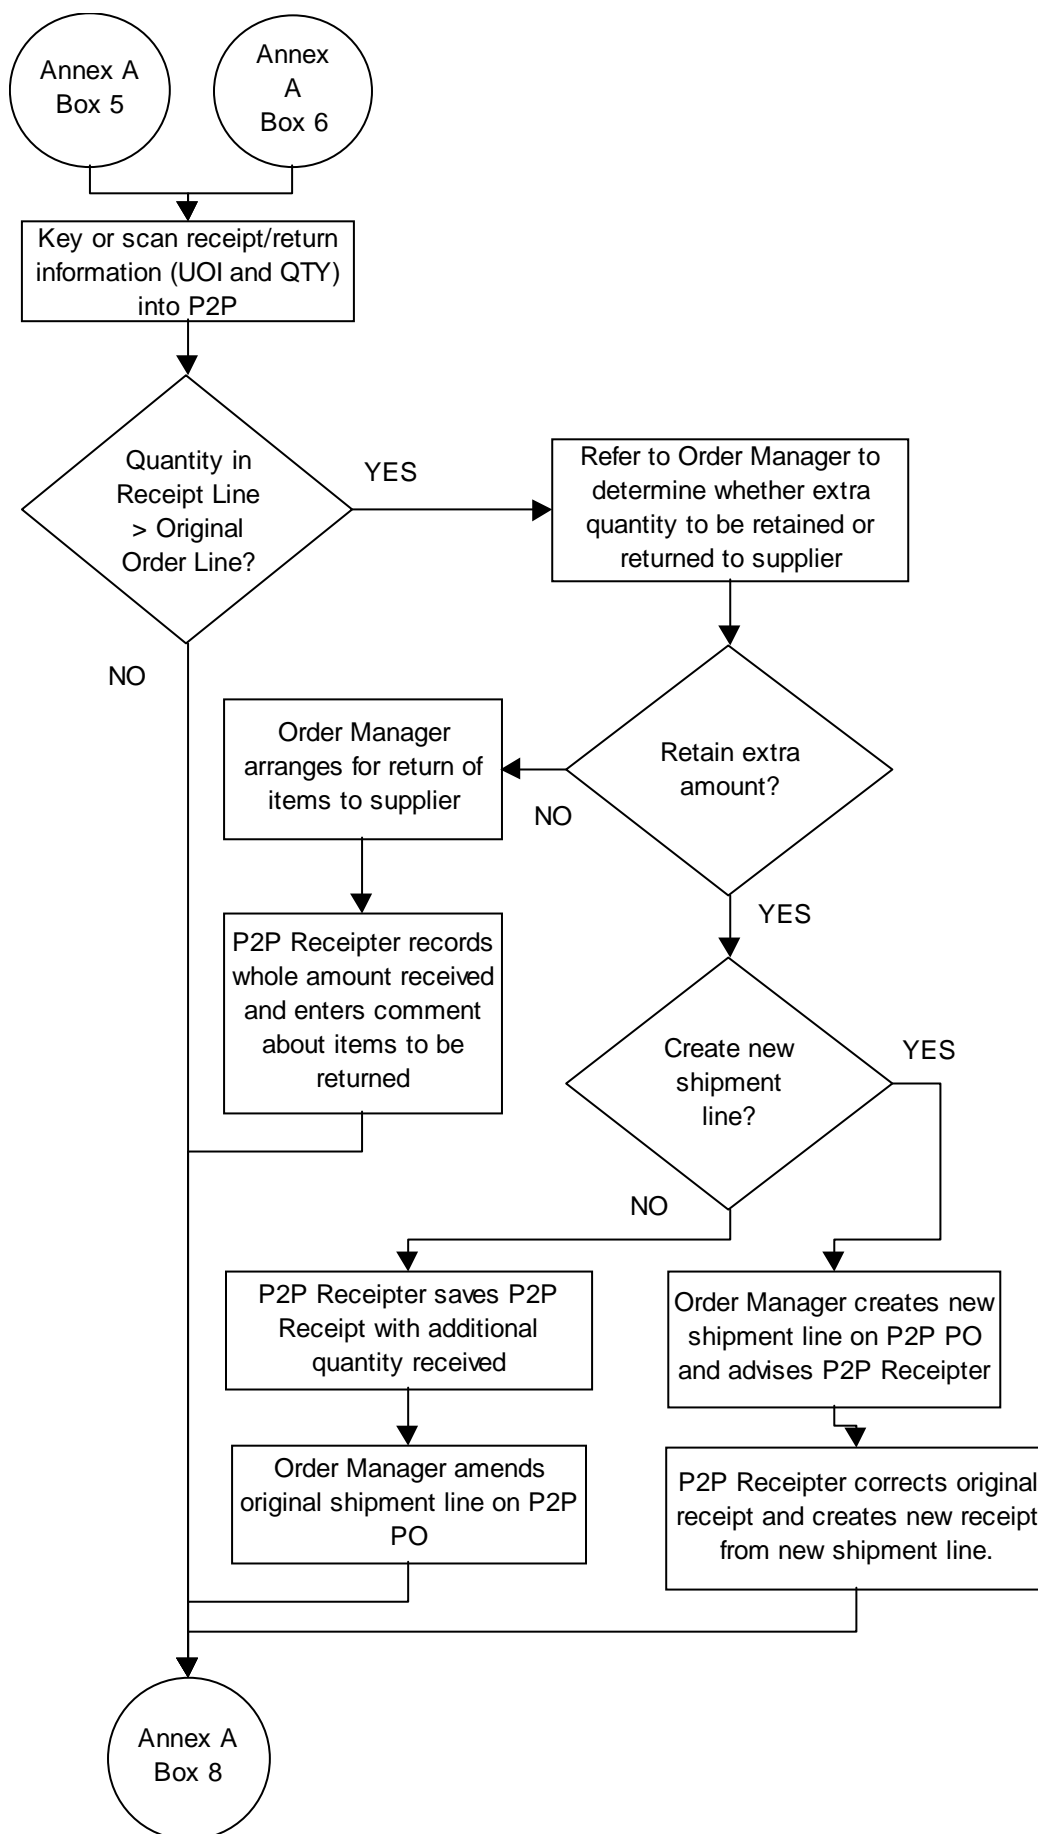 Annex A
Box 5
Annex
A
Box 6
Key or scan receipt/return
information (UOI and QTY)
into P2P
Quantity in
Receipt Line
> Original
Order Line?
YES
Refer to Order Manager to
determine whether extra
quantity to be retained or
returned to supplier
NO
Order Manager
arranges for return of
items to supplier
Retain extra
amount?
NO
YES
P2P Receipter records
whole amount received
and enters comment
about items to be
returned
Create new
shipment
line?
YES
NO
P2P Receipter saves P2P
Receipt with additional
quantity received
Order Manager creates new
shipment line on P2P PO
and advises P2P Receipter
Order Manager amends
original shipment line on P2P
PO
P2P Receipter corrects original
receipt and creates new receipt
from new shipment line.
Annex A
Box 8